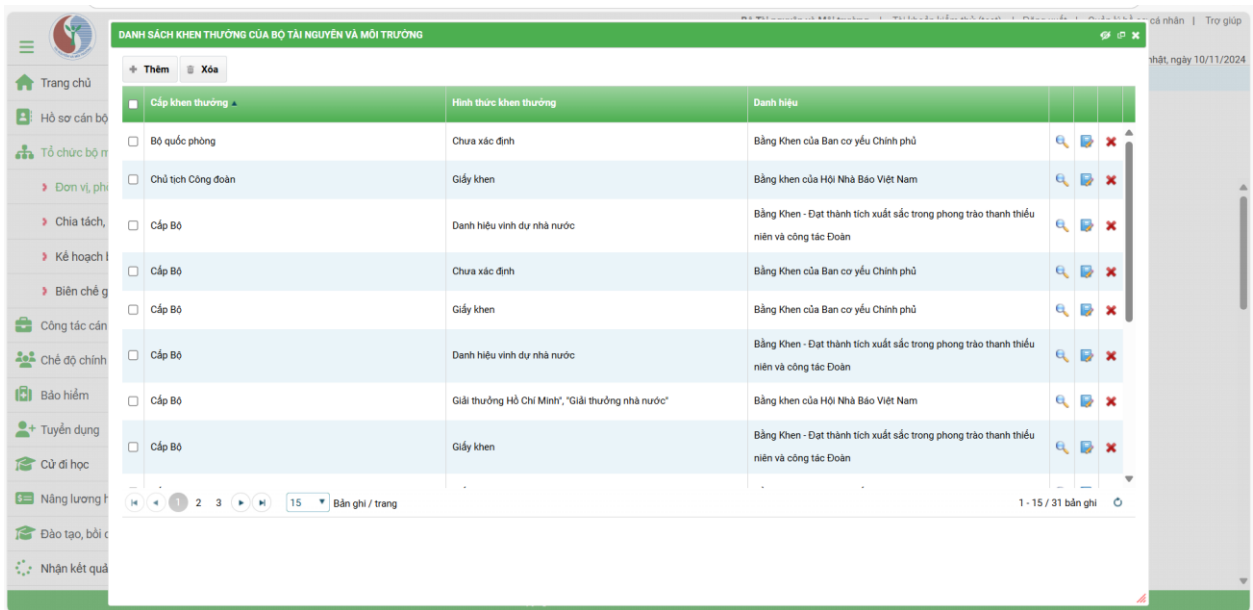 cá nhân | Trợ giúp
DANH SÁCH KHEN THƯỞNG CỦA BỘ TÀI NGUYÊN VÀ MÔI TRƯỜNG
nhật, ngày 10/11/2024
Thêm Xóa
Trang chủ
Cấp khen thưởng Hình thức khen thưởng Danh hiệu
Hồ sơ cán bộ
Bộ quốc phòng Chưa xác định Bằng Khen của Ban cơ yếu Chính phủ
Tổ chức bộ m
Chủ tịch Công đoàn Giấy khen Bằng khen của Hội Nhà Báo Việt Nam
Đơn vị, phò
Cấp Bộ Danh hiệu vinh dự nhà nước Bằng Khen - Đạt thành tích xuất sắc trong phong trào thanh thiếu
niên và công tác Đoàn
Chia tách,
Kế hoạch b
Cấp Bộ Chưa xác định Bằng Khen của Ban cơ yếu Chính phủ
Biên chế g
Cấp Bộ Giấy khen Bằng Khen của Ban cơ yếu Chính phủ
Công tác cán
Cấp Bộ Danh hiệu vinh dự nhà nước Bằng Khen - Đạt thành tích xuất sắc trong phong trào thanh thiếu
niên và công tác Đoàn
Chế độ chính
Bảo hiểm
Cấp Bộ Giải thưởng Hồ Chí Minh", "Giải thưởng nhà nước" Bằng khen của Hội Nhà Báo Việt Nam
Tuyển dụng
Cấp Bộ Giấy khen Bằng Khen - Đạt thành tích xuất sắc trong phong trào thanh thiếu
niên và công tác Đoàn
Cử đi học
Nâng lương h
1 2 3 15 Bản ghi / trang 1 - 15 / 31 bản ghi
Đào tạo, bồi d
Nhận kết quả